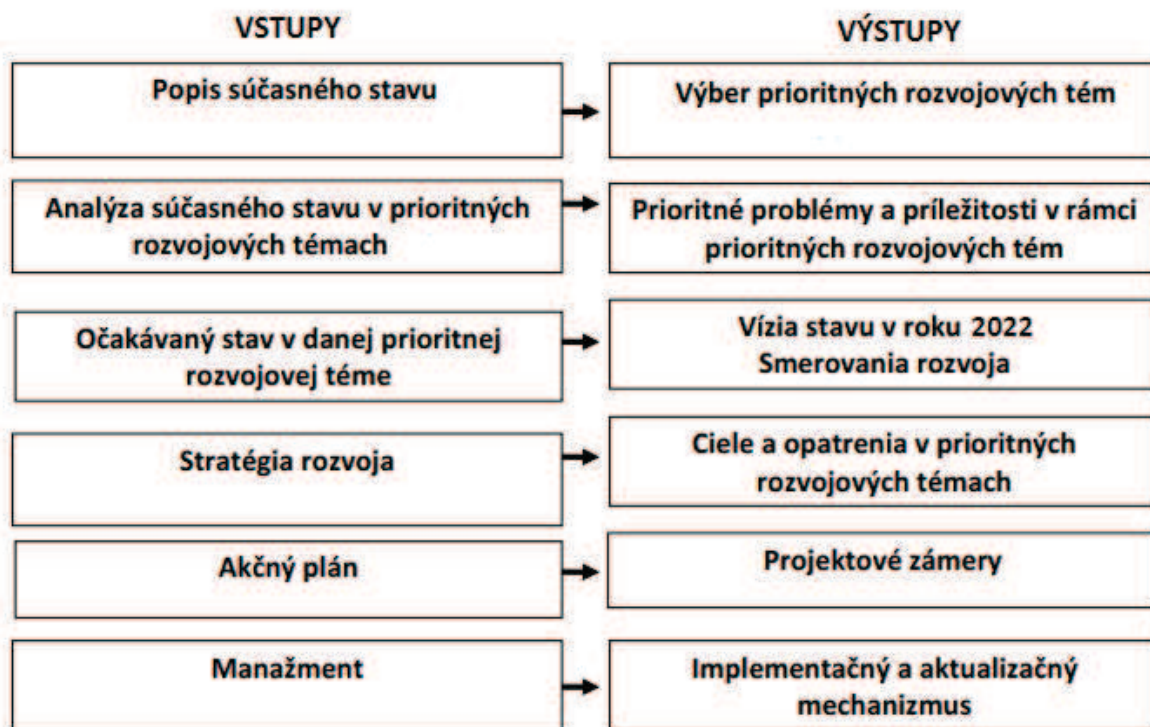 VSTUPY
VÝSTUPY
Popis súčasného stavu
Výber prioritných rozvojových tém
Analýza súčasného stavu v prioritných
rozvojových témach
Prioritné problémy a príležitosti v rámci
prioritných rozvojových tém
Očakávaný stav v danej prioritnej
rozvojovej téme
Vízia stavu v roku 2022
Smerovania rozvoja
Stratégia rozvoja
Ciele a opatrenia v prioritných
rozvojových témach
Akčný plán
Projektové zámery
Manažment
Implementačný a aktualizačný
mechanizmus